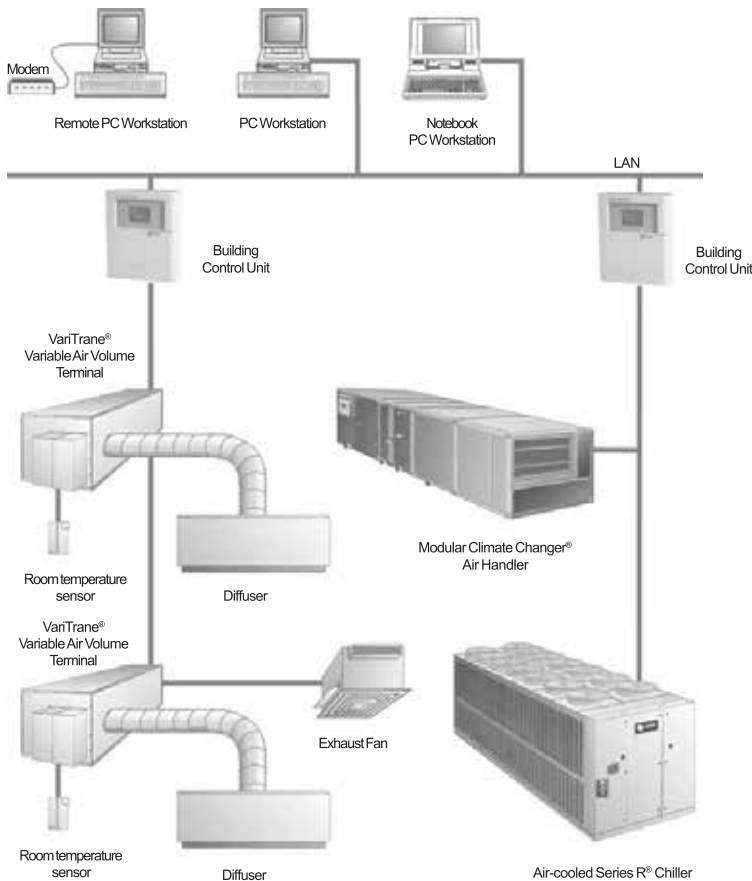 Modem
Remote PC Workstation
PC Workstation
Notebook
PC Workstation
LAN
Building
Control Unit
Building
Control Unit
VariTrane®
Variable Air Volume
Terminal
Modular Climate Changer®
Air Handler
Room temperature
sensor
Diffuser
VariTrane®
Variable Air Volume
Terminal
Exhaust Fan
Room temperature
sensor
Diffuser
Air-cooled Series R® Chiller